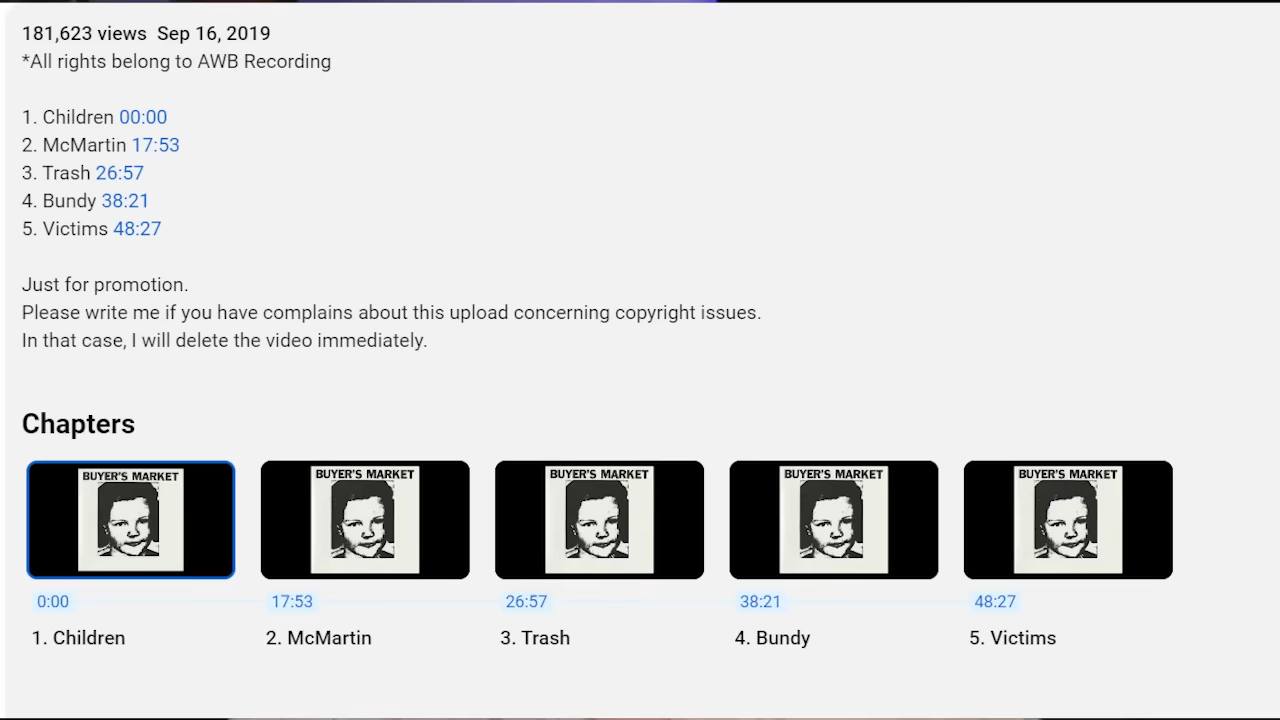 181,623 views  Sep 16, 2019
*All rights belong to AWB Recording
1. Children 00:00
2. McMartin 17:53
3. Trash 26:57
4. Bundy 38:21
5. Victims 48:27
Just for promotion.
Please write me if you have complains about this upload concerning copyright issues.
In that case, I will delete the video immediately.
Chapters
BUYER'S MARKET
BUYER'S MARKET
BUYER'S MARKET
BUYER'S MARKET
BUYER'S MARKET
0:00
17:53
26:57
38:21
48:27
1. Children
2. McMartin
3. Trash
4. Bundy
5. Victims